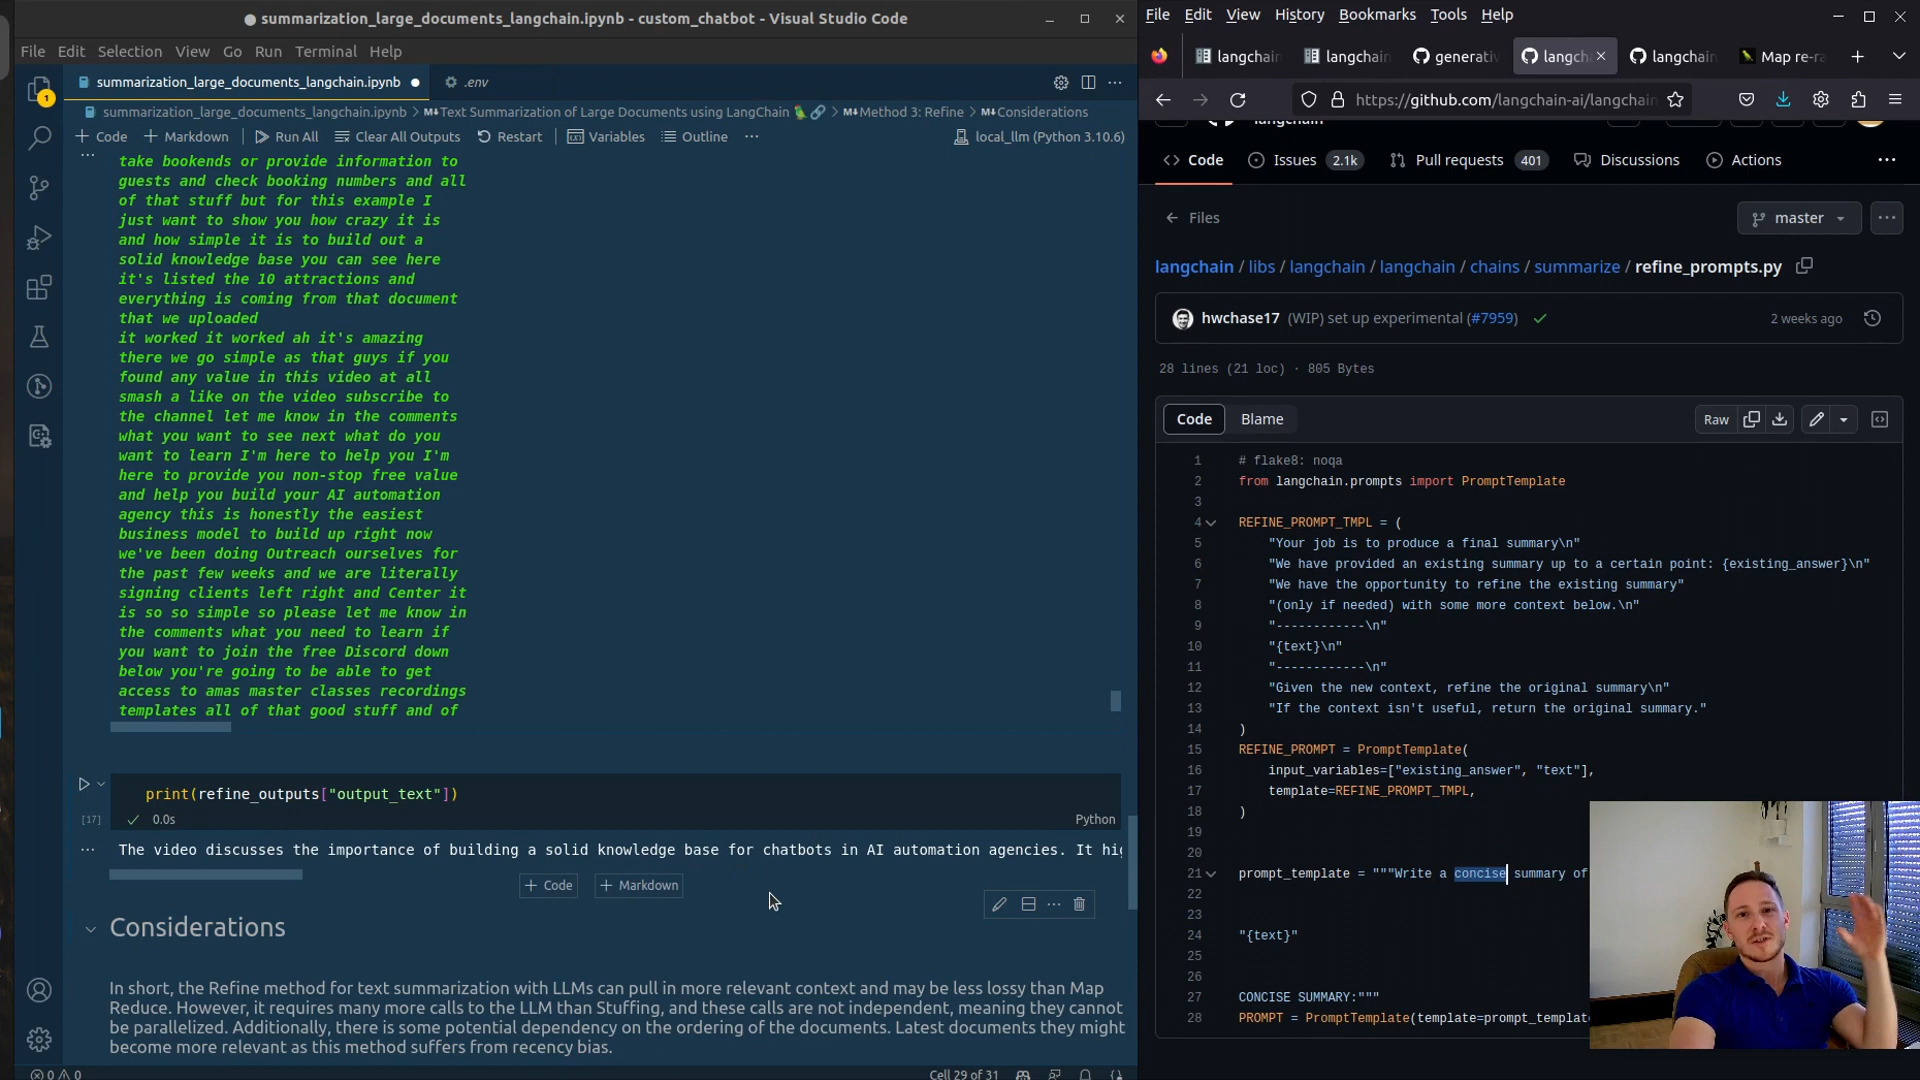 summarization_large_documents_langchain.ipynb - custom_chatbot - Visual Studio Code
File Edit Selection View Go Run Terminal Help
summarization_large_documents_langchain.ipynb
.env
summarization_large_documents_langchain.ipynb > Text Summarization of Large Documents using LangChain 🦜🔗 > Method 3: Refine > Considerations
+ Code + Markdown Run All Clear All Outputs Restart Variables Outline ...
local_llm (Python 3.10.6)
1
take bookends or provide information to
guests and check booking numbers and all
of that stuff but for this example I
just want to show you how crazy it is
and how simple it is to build out a
solid knowledge base you can see here
it's listed the 10 attractions and
everything is coming from that document
that we uploaded
it worked it worked ah it's amazing
there we go simple as that guys if you
found any value in this video at all
smash a like on the video subscribe to
the channel let me know in the comments
what you want to see next what do you
want to learn I'm here to help you I'm
here to provide you non-stop free value
and help you build your AI automation
agency this is honestly the easiest
business model to build up right now
we've been doing Outreach ourselves for
the past few weeks and we are literally
signing clients left right and Center it
is so so simple so please let me know in
the comments what you need to learn if
you want to join the free Discord down
below you're going to be able to get
access to amas master classes recordings
templates all of that good stuff and of
print(refine_outputs["output_text"])
[17] 0.0s Python
The video discusses the importance of building a solid knowledge base for chatbots in AI automation agencies. It
+ Code + Markdown
Considerations
In short, the Refine method for text summarization with LLMs can pull in more relevant context and may be less lossy than Map
Reduce. However, it requires many more calls to the LLM than Stuffing, and these calls are not independent, meaning they cannot
be parallelized. Additionally, there is some potential dependency on the ordering of the documents. Latest documents they might
become more relevant as this method suffers from recency bias.
0 0
Cell 29 of 31
File Edit View History Bookmarks Tools Help
langchain
langchain
generativ
langch
langchain
Map re-ra
https://github.com/langchain-ai/langchain
langchain
Code Issues 2.1k Pull requests 401 Discussions Actions
Files
master
langchain / libs / langchain / langchain / chains / summarize / refine_prompts.py
hwchase17 (WIP) set up experimental (#7959) 2 weeks ago
28 lines (21 loc) · 805 Bytes
Code Blame Raw
1 # flake8: noqa
2 from langchain.prompts import PromptTemplate
3
4 REFINE_PROMPT_TMPL = (
5 "Your job is to produce a final summary\n"
6 "We have provided an existing summary up to a certain point: {existing_answer}\n"
7 "We have the opportunity to refine the existing summary"
8 "(only if needed) with some more context below.\n"
9 "------------\n"
10 "{text}\n"
11 "------------\n"
12 "Given the new context, refine the original summary\n"
13 "If the context isn't useful, return the original summary."
14 )
15 REFINE_PROMPT = PromptTemplate(
16 input_variables=["existing_answer", "text"],
17 template=REFINE_PROMPT_TMPL,
18 )
19
20
21 prompt_template = """Write a concise summary of
22
23
24 "{text}"
25
26
27 CONCISE SUMMARY:"""
28 PROMPT = PromptTemplate(template=prompt_templat